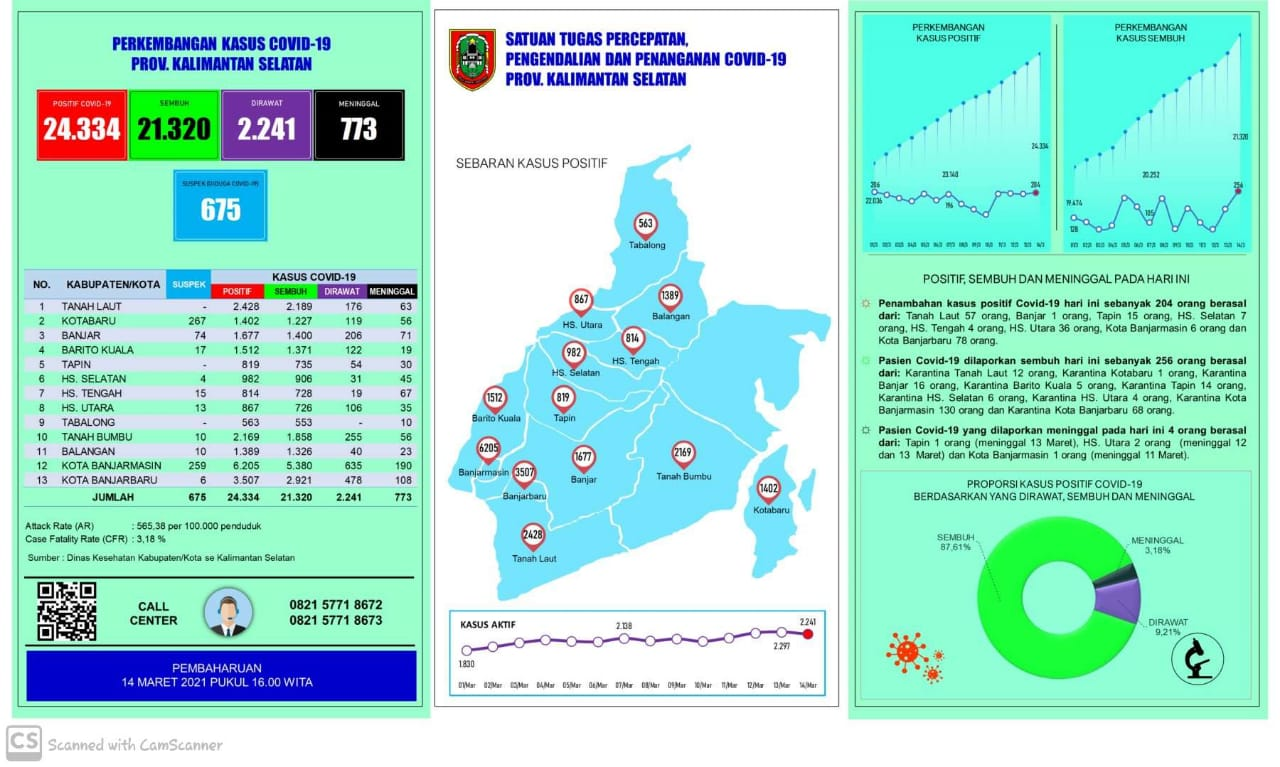 PERKEMBANGAN KASUS COVID-19
PROV. KALIMANTAN SELATAN
POSITIF COVID-19
24.334
SEMBUH
21.320
DIRAWAT
2.241
MENINGGAL
773
SUSPEK (DIDUGA COVID-19)
675
NO. KABUPATEN/KOTA SUSPEK KASUS COVID-19
POSITIF SEMBUH DIRAWAT MENINGGAL
1 TANAH LAUT - 2.428 2.189 176 63
2 KOTABARU 267 1.402 1.227 119 56
3 BANJAR 74 1.677 1.400 206 71
4 BARITO KUALA 17 1.512 1.371 122 19
5 TAPIN - 819 735 54 30
6 HS. SELATAN 4 982 906 31 45
7 HS. TENGAH 15 814 728 19 67
8 HS. UTARA 13 867 726 106 35
9 TABALONG - 563 553 - 10
10 TANAH BUMBU 10 2.169 1.858 255 56
11 BALANGAN 10 1.389 1.326 40 23
12 KOTA BANJARMASIN 259 6.205 5.380 635 190
13 KOTA BANJARBARU 6 3.507 2.921 478 108
JUMLAH 675 24.334 21.320 2.241 773
Attack Rate (AR) : 565,38 per 100.000 penduduk
Case Fatality Rate (CFR) : 3,18 %
Sumber : Dinas Kesehatan Kabupaten/Kota se Kalimantan Selatan
CALL
CENTER
0821 5771 8672
0821 5771 8673
PEMBAHARUAN
14 MARET 2021 PUKUL 16.00 WITA
SATUAN TUGAS PERCEPATAN,
PENGENDALIAN DAN PENANGANAN COVID-19
PROV. KALIMANTAN SELATAN
SEBARAN KASUS POSITIF
563
Tabalong
867
HS. Utara
1389
Balangan
814
HS. Tengah
982
HS. Selatan
1512
Barito Kuala
819
Tapin
6205
Banjarmasin
3507
Banjarbaru
1677
Banjar
2169
Tanah Bumbu
1402
Kotabaru
2428
Tanah Laut
KASUS AKTIF
1.830
2.138
2.297
2.241
01/Mar 02/Mar 03/Mar 04/Mar 05/Mar 06/Mar 07/Mar 08/Mar 09/Mar 10/Mar 11/Mar 12/Mar 13/Mar 14/Mar
PERKEMBANGAN
KASUS POSITIF
24.334
23.148
22.036
196
204
PERKEMBANGAN
KASUS SEMBUH
21.320
20.252
19.474
128
105
256
POSITIF, SEMBUH DAN MENINGGAL PADA HARI INI
Penambahan kasus positif Covid-19 hari ini sebanyak 204 orang berasal
dari: Tanah Laut 57 orang, Banjar 1 orang, Tapin 15 orang, HS. Selatan 7
orang, HS. Tengah 4 orang, HS. Utara 36 orang, Kota Banjarmasin 6 orang dan
Kota Banjarbaru 78 orang.
Pasien Covid-19 dilaporkan sembuh hari ini sebanyak 256 orang berasal
dari: Karantina Tanah Laut 12 orang, Karantina Kotabaru 1 orang, Karantina
Banjar 16 orang, Karantina Barito Kuala 5 orang, Karantina Tapin 14 orang,
Karantina HS. Selatan 6 orang, Karantina HS. Utara 4 orang, Karantina Kota
Banjarmasin 130 orang dan Karantina Kota Banjarbaru 68 orang.
Pasien Covid-19 yang dilaporkan meninggal pada hari ini 4 orang berasal
dari: Tapin 1 orang (meninggal 13 Maret), HS. Utara 2 orang (meninggal 12
dan 13 Maret) dan Kota Banjarmasin 1 orang (meninggal 11 Maret).
PROPORSI KASUS POSITIF COVID-19
BERDASARKAN YANG DIRAWAT, SEMBUH DAN MENINGGAL
SEMBUH
87,61%
MENINGGAL
3,18%
DIRAWAT
9,21%
CS Scanned with CamScanner